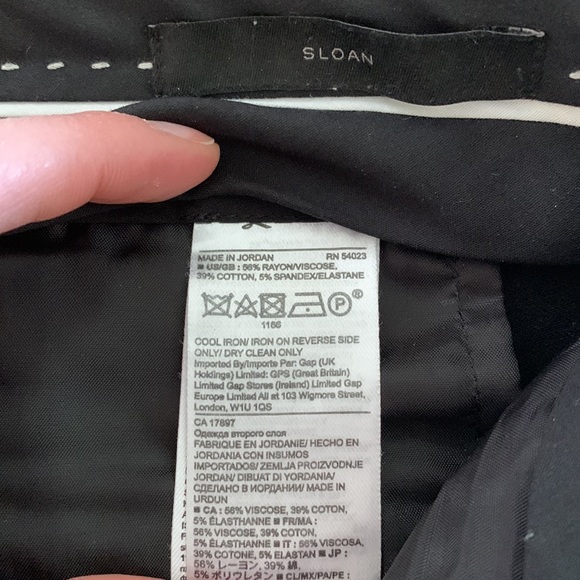 SLOAN
MADE IN JORDAN RN 54023
■ US/GB : 56% RAYON/VISCOSE,
39% COTTON, 5% SPANDEX/ELASTANE
P
1166
COOL IRON/ IRON ON REVERSE SIDE
ONLY/ DRY CLEAN ONLY
Imported By/Importe Par: Gap (UK
Holdings) Limited: GPS (Great Britain)
Limited Gap Stores (Ireland) Limited Gap
Europe Limited All at 103 Wigmore Street,
London, W1U 1QS
CA 17897
Одежда второго слоя
FABRIQUE EN JORDANIE/ HECHO EN
JORDANIA CON INSUMOS
IMPORTADOS/ ZEMLJA PROIZVODNJE
JORDAN/ DIBUAT DI YORDANIA/
СДЕЛАНО В ИОРДАНИИ/ MADE IN
URDUN
■ CA : 56% VISCOSE, 39% COTON,
5% ÉLASTHANNE ■ FR/MA :
56% VISCOSE, 39% COTON,
5% ÉLASTHANNE ■ IT : 56% VISCOSA,
39% COTONE, 5% ELASTAN ■ JP :
56% レーヨン, 39% 綿,
5% ポリウレタン ■ CL/MX/PA/PE :